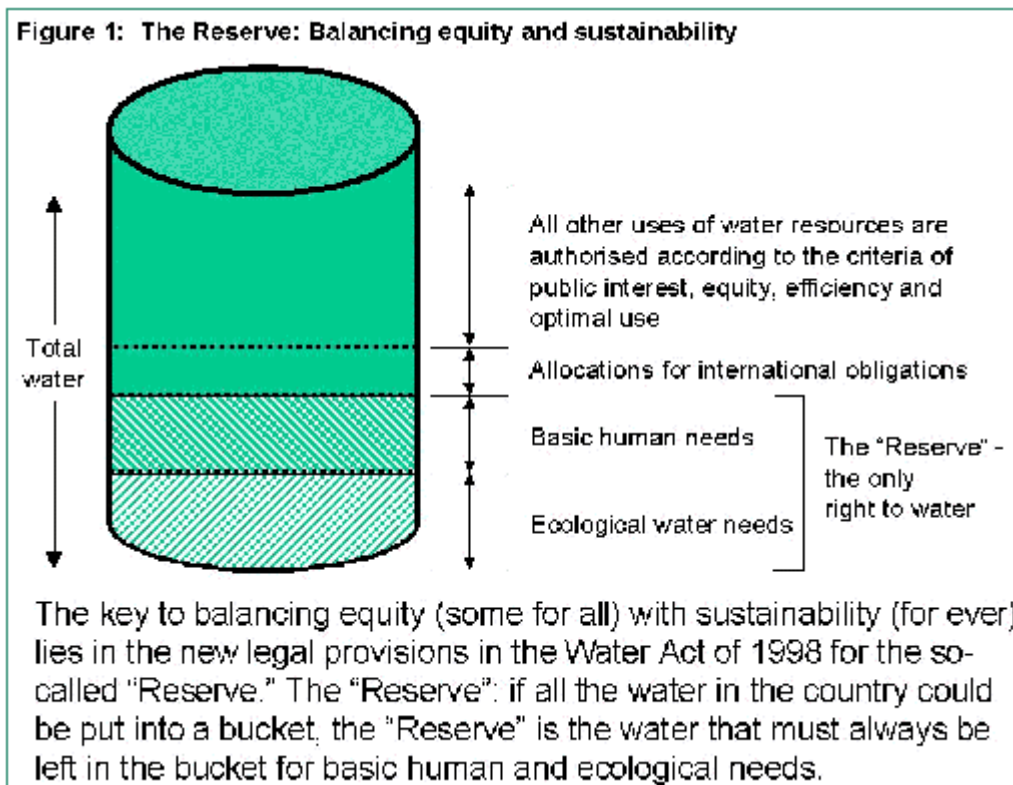 Figure 1: The Reserve: Balancing equity and sustainability
Total
water
All other uses of water resources are
authorised according to the criteria of
public interest, equity, efficiency and
optimal use
Allocations for international obligations
Basic human needs
Ecological water needs
The "Reserve" -
the only
right to water
The key to balancing equity (some for all) with sustainability (for ever)
lies in the new legal provisions in the Water Act of 1998 for the so-
called "Reserve." The "Reserve": if all the water in the country could
be put into a bucket, the "Reserve" is the water that must always be
left in the bucket for basic human and ecological needs.